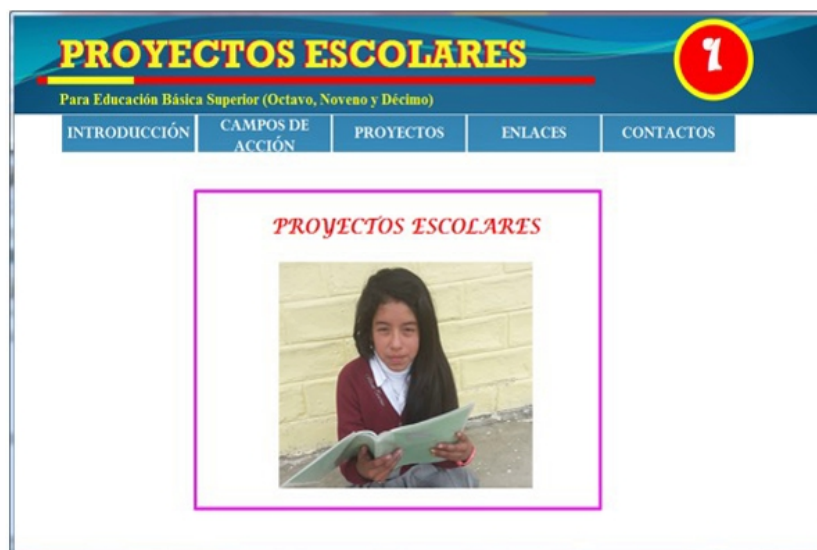 PROYECTOS ESCOLARES
1
Para Educación Básica Superior (Octavo, Noveno y Décimo)
INTRODUCCIÓN
CAMPOS DE
ACCIÓN
PROYECTOS
ENLACES
CONTACTOS
PROYECTOS ESCOLARES